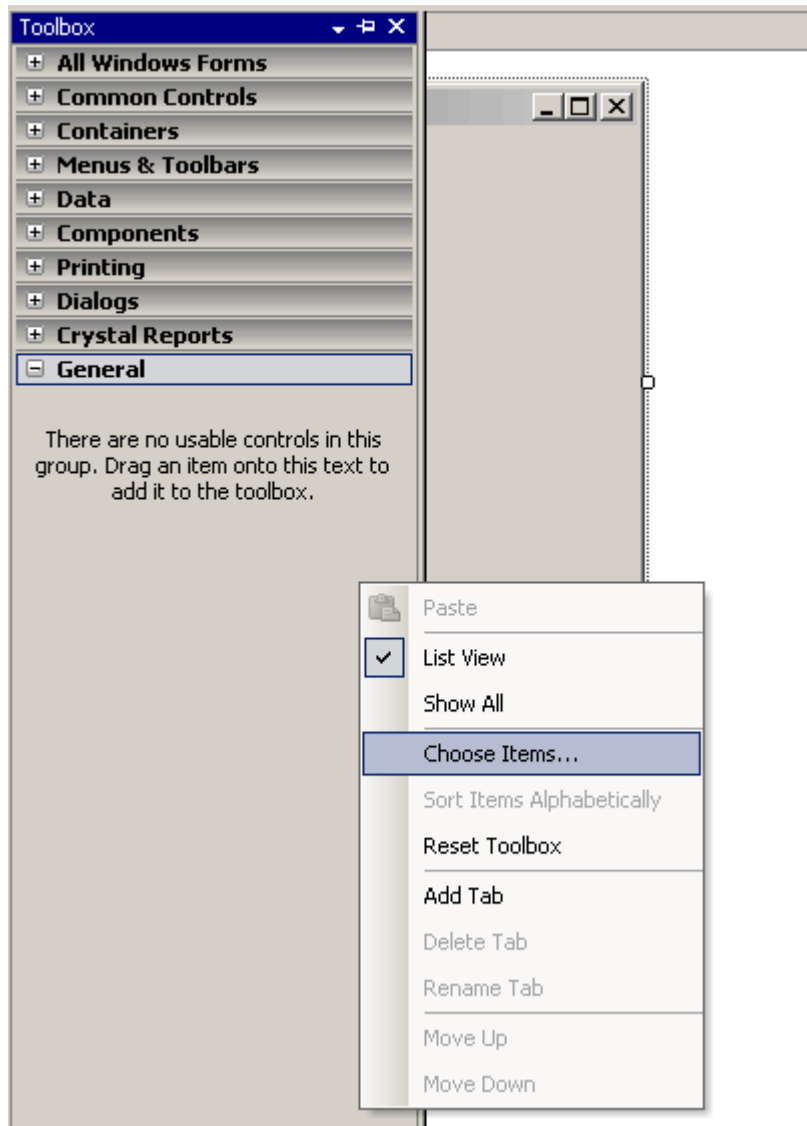 Toolbox
All Windows Forms
Common Controls
Containers
Menus & Toolbars
Data
Components
Printing
Dialogs
Crystal Reports
General
There are no usable controls in this
group. Drag an item onto this text to
add it to the toolbox.
Paste
List View
Show All
Choose Items...
Sort Items Alphabetically
Reset Toolbox
Add Tab
Delete Tab
Rename Tab
Move Up
Move Down